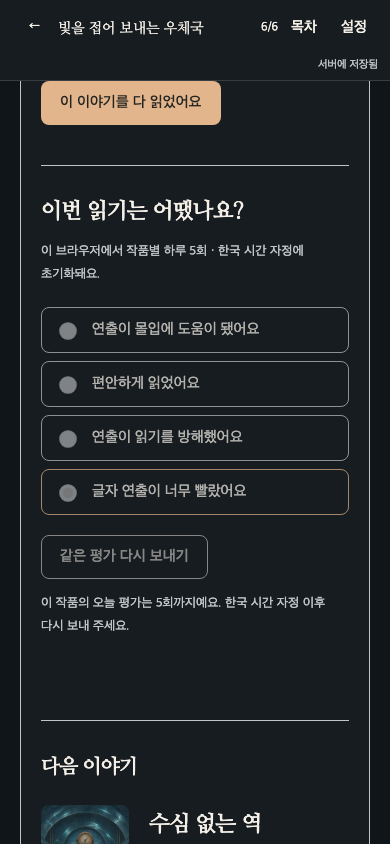 ← 빛을 접어 보내는 우체국 6/6 목차 설정
서버에 저장됨
이 이야기를 다 읽었어요
이번 읽기는 어땠나요?
이 브라우저에서 작품별 하루 5회 · 한국 시간 자정에
초기화돼요.
연출이 몰입에 도움이 됐어요
편안하게 읽었어요
연출이 읽기를 방해했어요
글자 연출이 너무 빨랐어요
같은 평가 다시 보내기
이 작품의 오늘 평가는 5회까지예요. 한국 시간 자정 이후
다시 보내 주세요.
다음 이야기
수심 없는 역